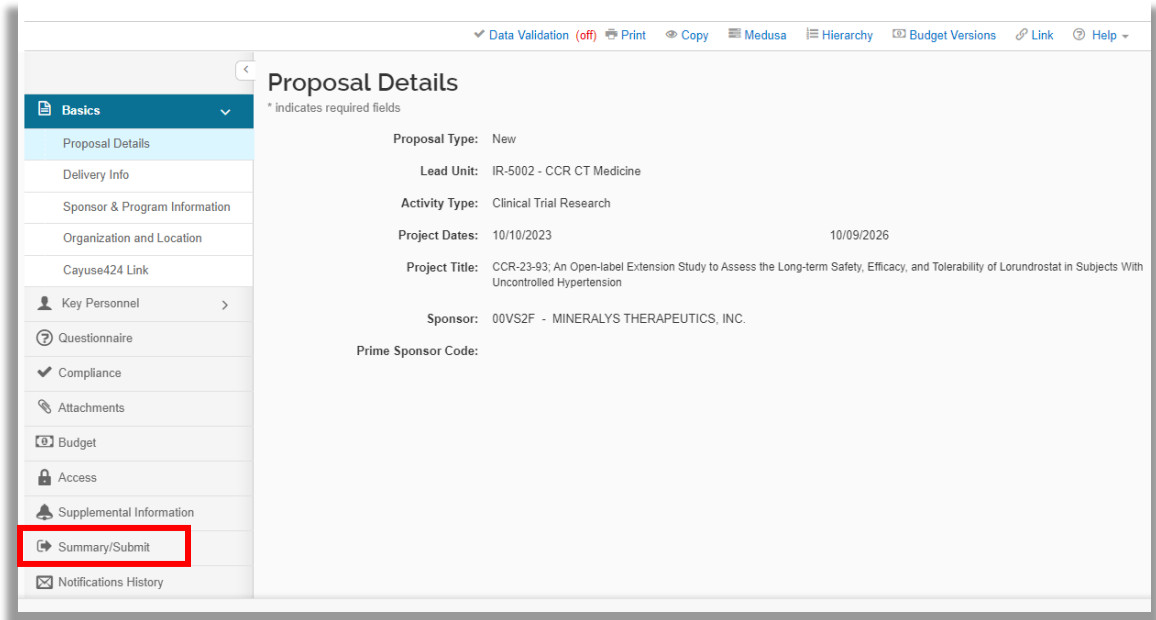 Data Validation (off) Print Copy Medusa Hierarchy Budget Versions Link Help
Proposal Details
* indicates required fields
Basics
Proposal Details
Delivery Info
Sponsor & Program Information
Organization and Location
Cayuse424 Link
Key Personnel
Questionnaire
Compliance
Attachments
Budget
Access
Supplemental Information
Summary/Submit
Notifications History
Proposal Type: New
Lead Unit: IR-5002 - CCR CT Medicine
Activity Type: Clinical Trial Research
Project Dates: 10/10/2023 10/09/2026
Project Title: CCR-23-93; An Open-label Extension Study to Assess the Long-term Safety, Efficacy, and Tolerability of Lorundrostat in Subjects With
Uncontrolled Hypertension
Sponsor: 00VS2F - MINERALYS THERAPEUTICS, INC.
Prime Sponsor Code: